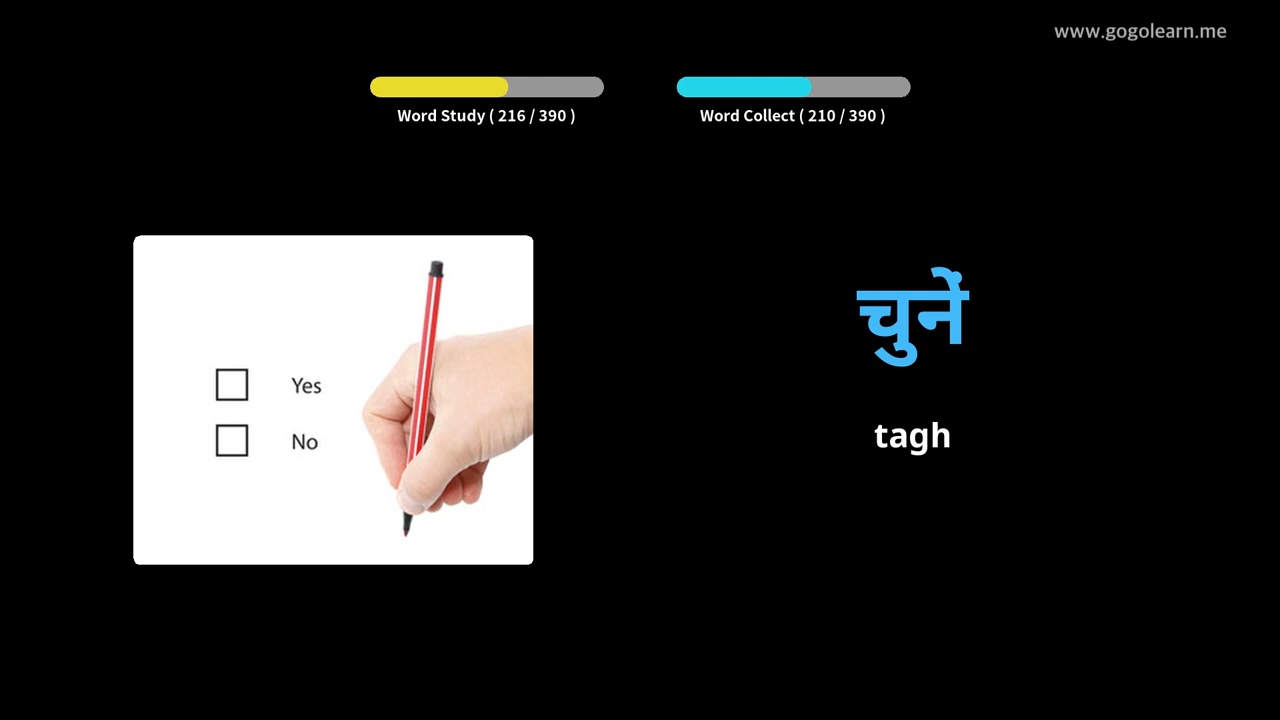 www.gogolearn.me
Word Study ( 216 / 390 )
Word Collect ( 210 / 390 )
Yes
No
चुनें
tagh